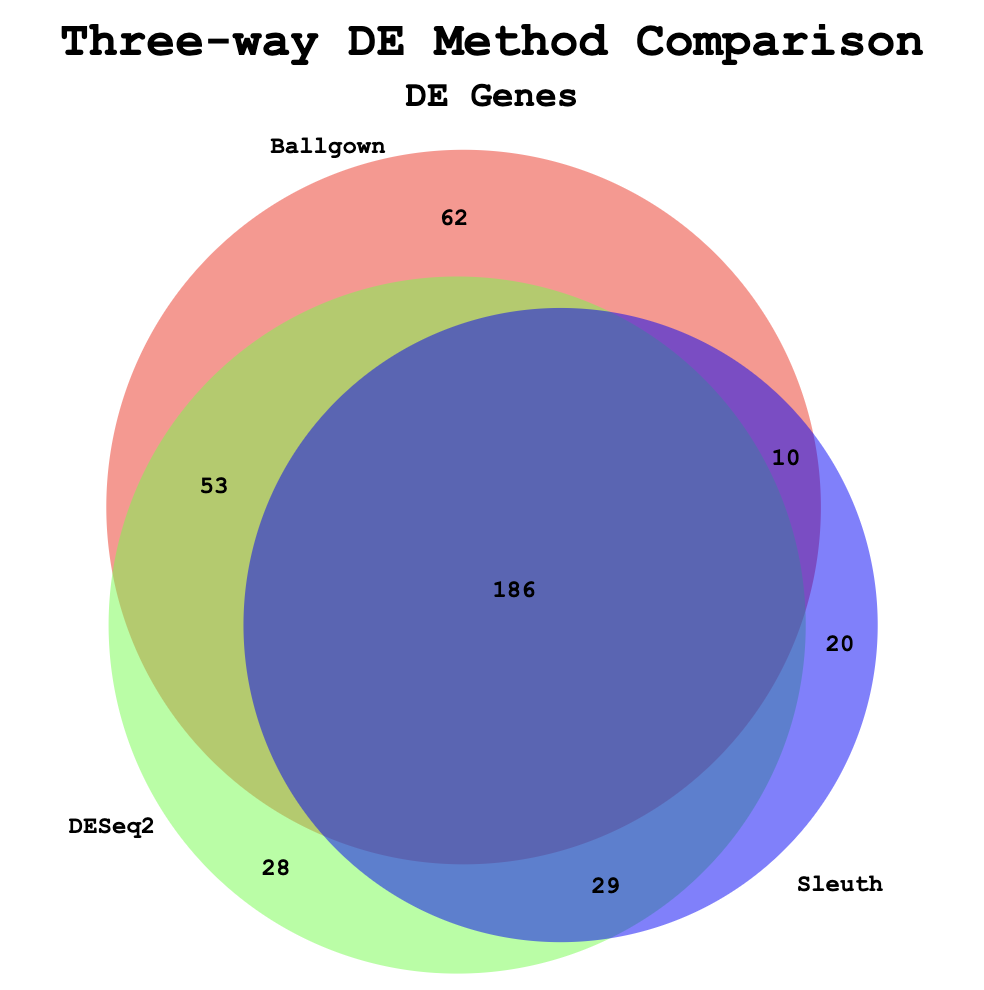 Three-way DE Method Comparison
DE Genes
Ballgown
62
10
53
186
20
DESeq2
28
29
Sleuth